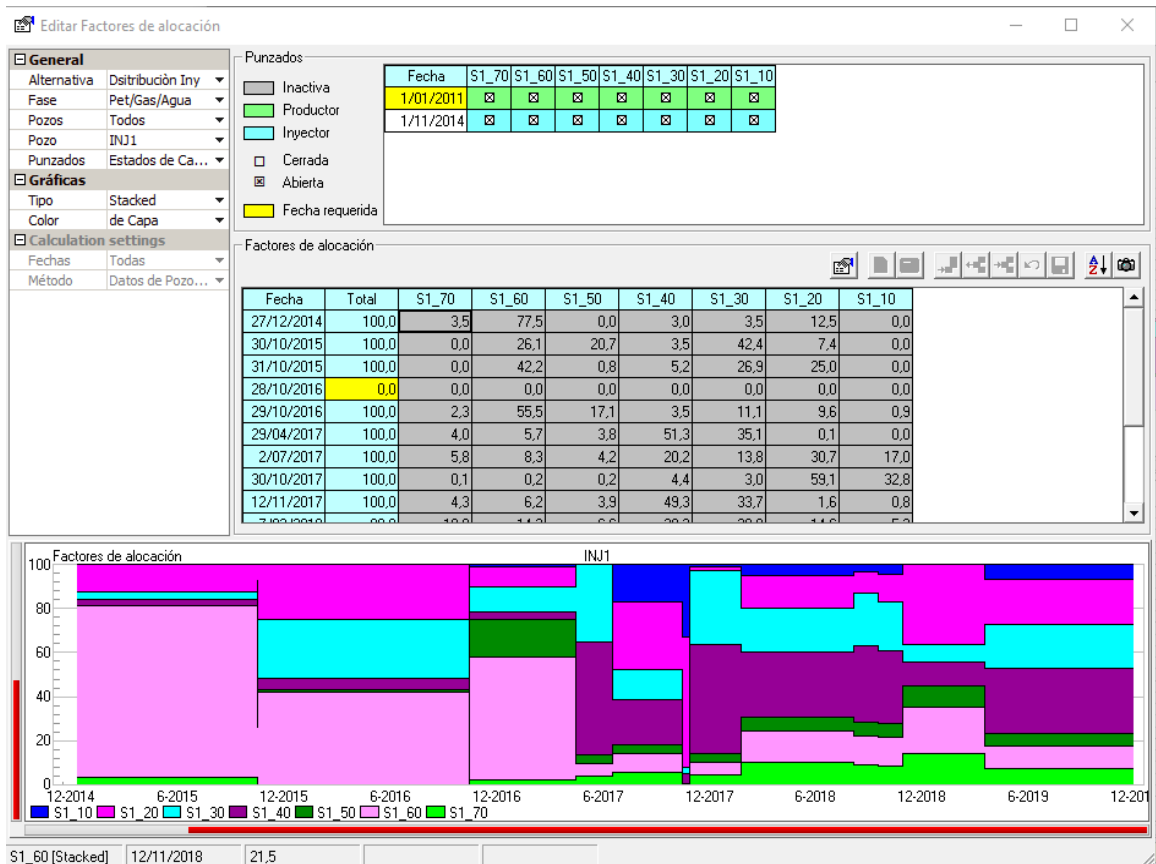 Editar Factores de alocación
General
Alternativa Dsitribuciòn Iny
Fase Pet/Gas/Agua
Pozos Todos
Pozo INJ1
Punzados Estados de Ca...
Gráficas
Tipo Stacked
Color de Capa
Calculation settings
Fechas Todas
Método Datos de Pozo...
Punzados
Inactiva
Productor
Inyector
Cerrada
Abierta
Fecha requerida
Fecha S1_70 S1_60 S1_50 S1_40 S1_30 S1_20 S1_10
1/01/2011
1/11/2014
Factores de alocación
Fecha Total S1_70 S1_60 S1_50 S1_40 S1_30 S1_20 S1_10
27/12/2014 100,0 3,5 77,5 0,0 3,0 3,5 12,5 0,0
30/10/2015 100,0 0,0 26,1 20,7 3,5 42,4 7,4 0,0
31/10/2015 100,0 0,0 42,2 0,8 5,2 26,9 25,0 0,0
28/10/2016 0,0 0,0 0,0 0,0 0,0 0,0 0,0 0,0
29/10/2016 100,0 2,3 55,5 17,1 3,5 11,1 9,6 0,9
29/04/2017 100,0 4,0 5,7 3,8 51,3 35,1 0,1 0,0
2/07/2017 100,0 5,8 8,3 4,2 20,2 13,8 30,7 17,0
30/10/2017 100,0 0,1 0,2 0,2 4,4 3,0 59,1 32,8
12/11/2017 100,0 4,3 6,2 3,9 49,3 33,7 1,6 0,8
Factores de alocación INJ1
100
80
60
40
20
0
12-2014 6-2015 12-2015 6-2016 12-2016 6-2017 12-2017 6-2018 12-2018 6-2019 12-201
S1_10 S1_20 S1_30 S1_40 S1_50 S1_60 S1_70
S1_60 [Stacked] 12/11/2018 21,5